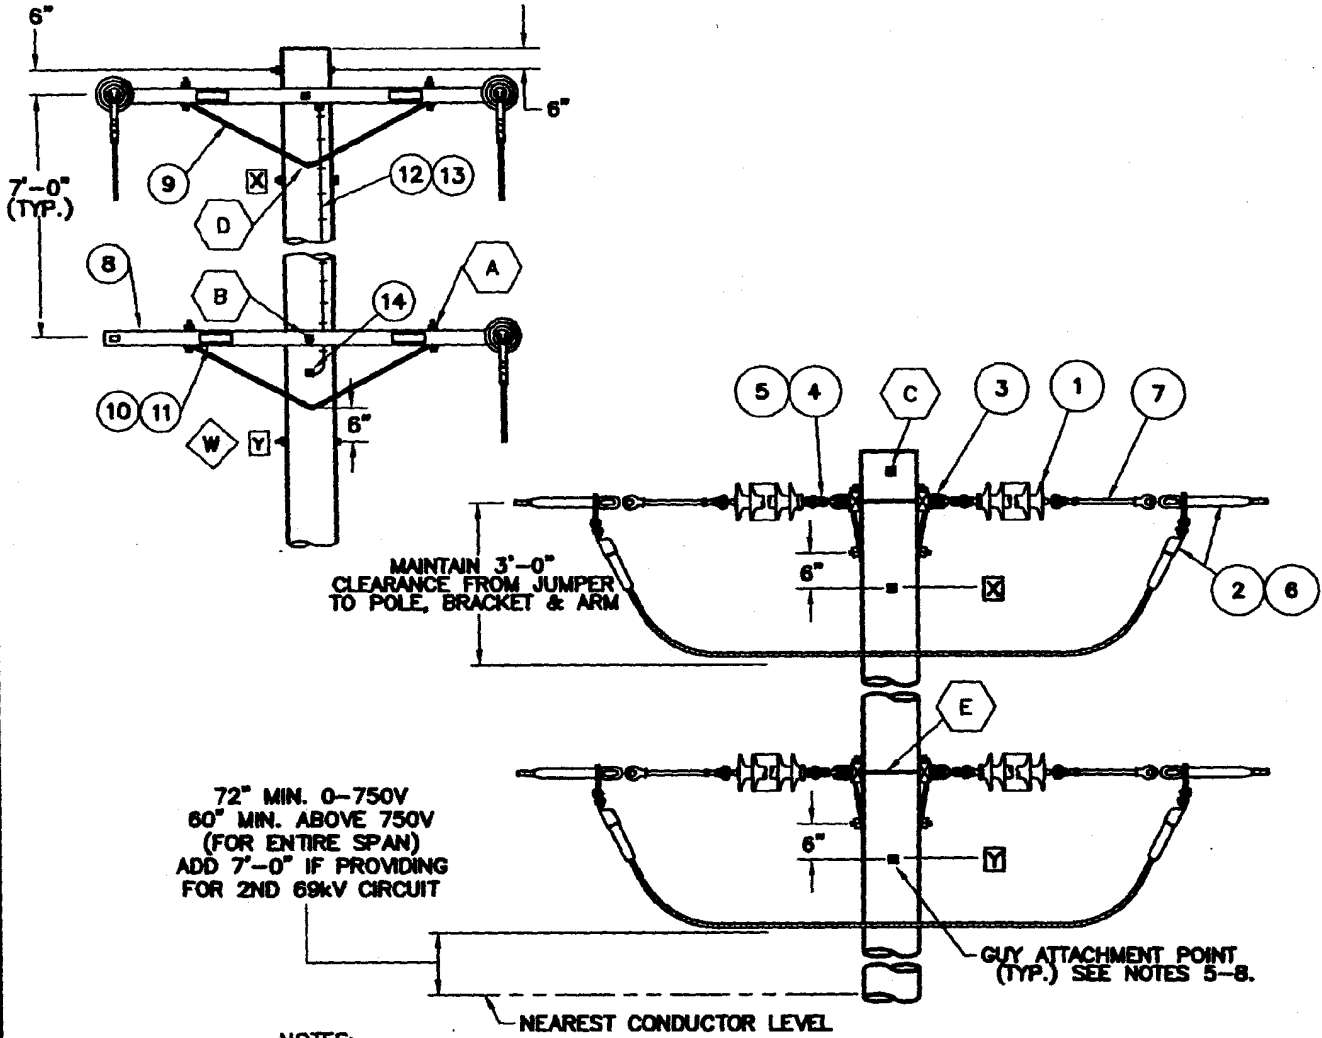 6"
6"
9
X
12
13
7'-0"
(TYP.)
D
8
B
14
A
10
11
6"
W
Y
5
4
C
3
1
7
MAINTAIN 3'-0"
CLEARANCE FROM JUMPER
TO POLE, BRACKET & ARM
6"
X
2
6
E
72" MIN. 0-750V
60" MIN. ABOVE 750V
(FOR ENTIRE SPAN)
ADD 7'-0" IF PROVIDING
FOR 2ND 69kV CIRCUIT
6"
Y
GUY ATTACHMENT POINT
(TYP.) SEE NOTES 5-8.
NEAREST CONDUCTOR LEVEL
NOTES: